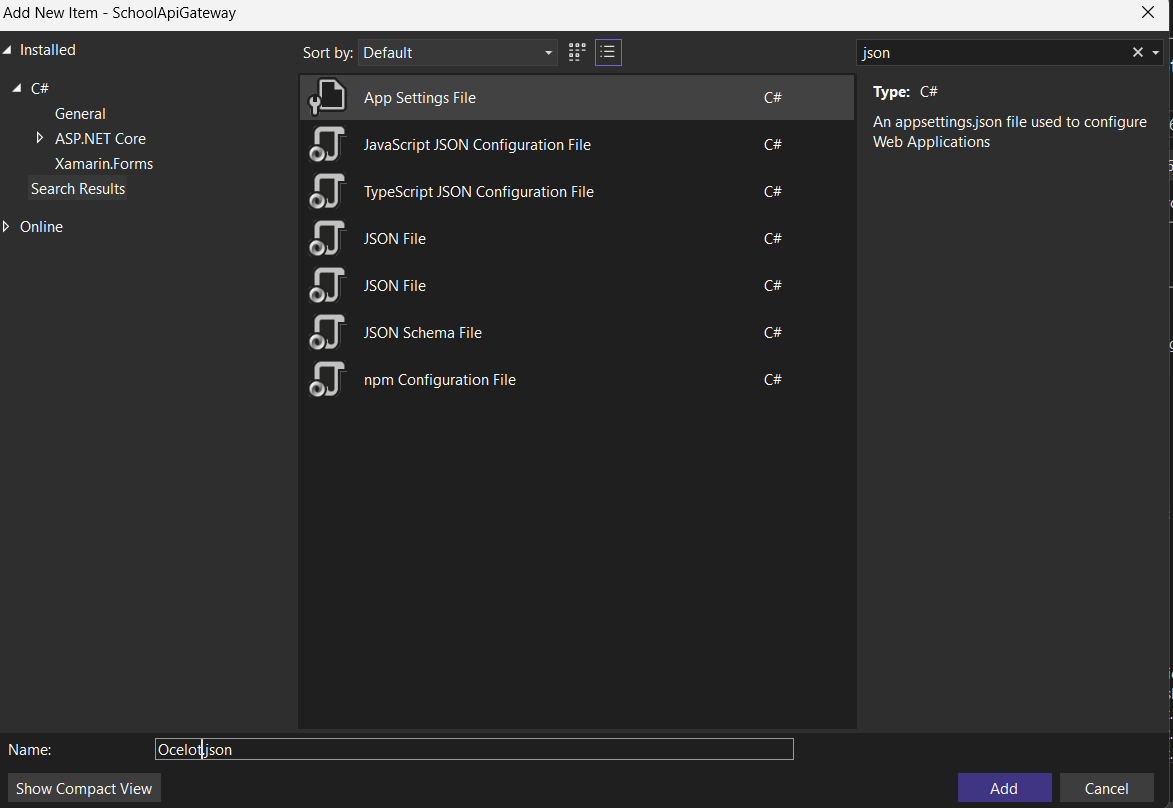 Add New Item - SchoolApiGateway
Installed
C#
General
ASP.NET Core
Xamarin.Forms
Search Results
Online
Sort by: Default
App Settings File C#
JavaScript JSON Configuration File C#
TypeScript JSON Configuration File C#
JSON File C#
JSON File C#
JSON Schema File C#
npm Configuration File C#
json
Type: C#
An appsettings.json file used to configure
Web Applications
Name: Ocelot.json
Show Compact View
Add Cancel